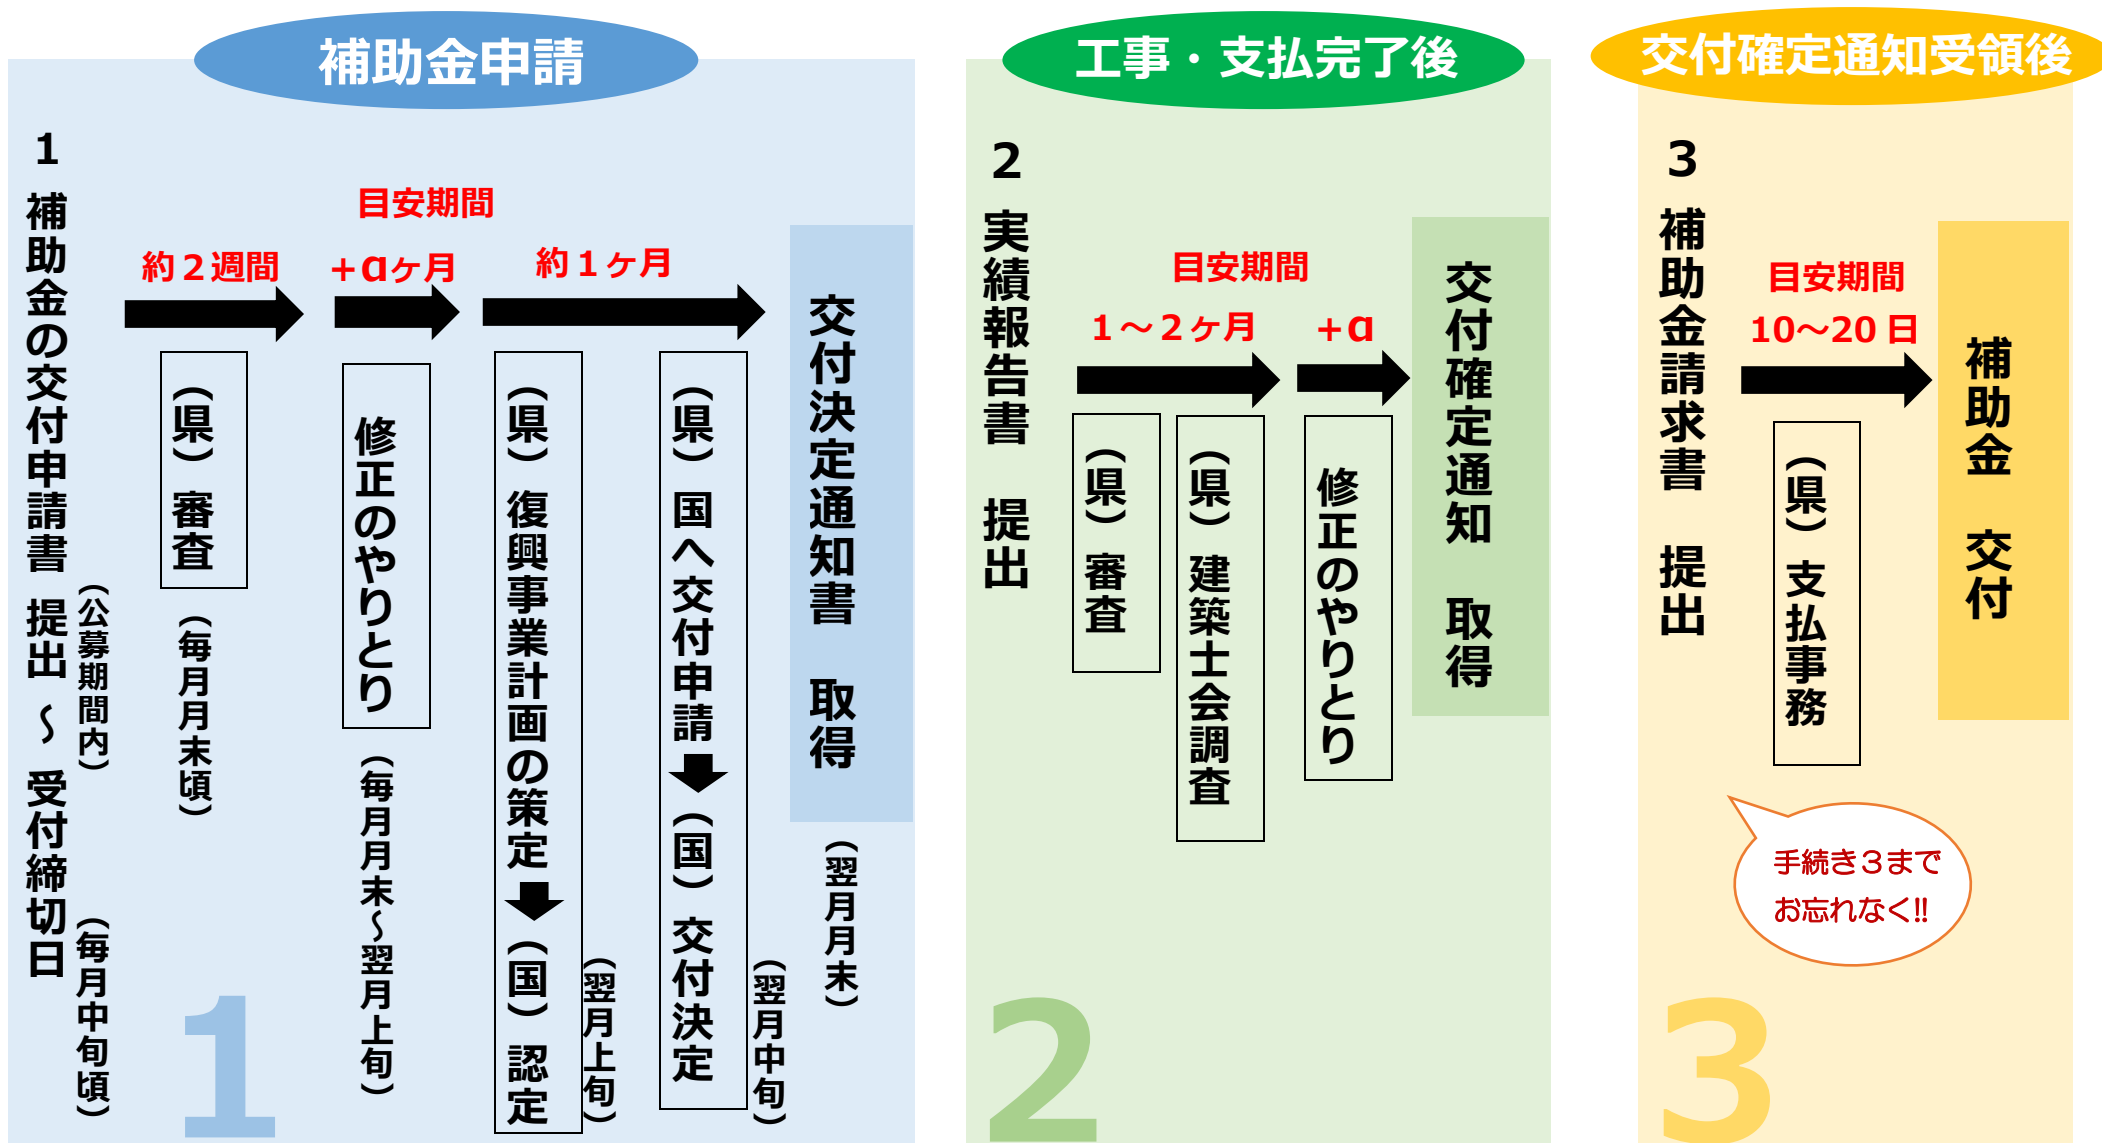 補助金申請
1 補助金の交付申請書 提出 ～ 受付締切日
（公募期間内）
（毎月中旬頃）
目安期間
約２週間
+αヶ月
約１ヶ月
（県）審査
（毎月月末頃）
修正のやりとり
（毎月月末～翌月上旬）
（県）復興事業計画の策定
（国）認定
（翌月上旬）
（県）国へ交付申請
（国）交付決定
（翌月中旬）
交付決定通知書 取得
（翌月月末）
1
工事・支払完了後
2 実績報告書 提出
目安期間
１～２ヶ月
+α
（県）審査
（県）建築士会調査
修正のやりとり
交付確定通知 取得
2
交付確定通知受領後
3 補助金請求書 提出
目安期間
10～20 日
（県）支払事務
補助金 交付
手続き３まで
お忘れなく!!
3